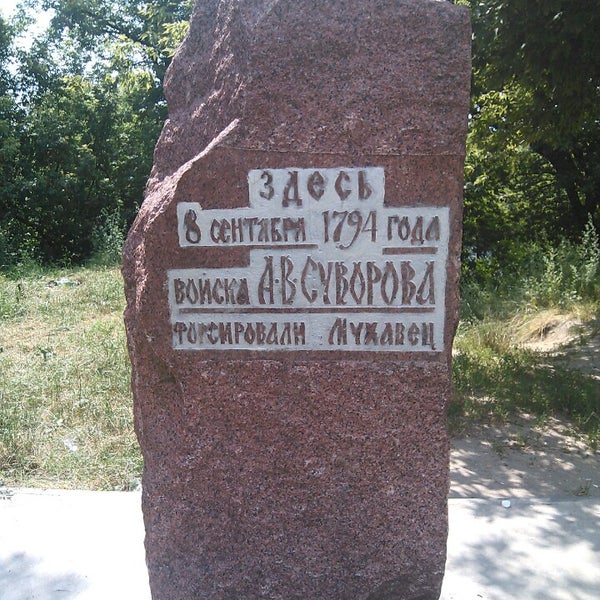 ЗДЕСЬ
8 СЕНТЯБРЯ 1794 ГОДА
ВОЙСКА А·В·СУВОРОВА
ФОРСИРОВАЛИ МУХАВЕЦ